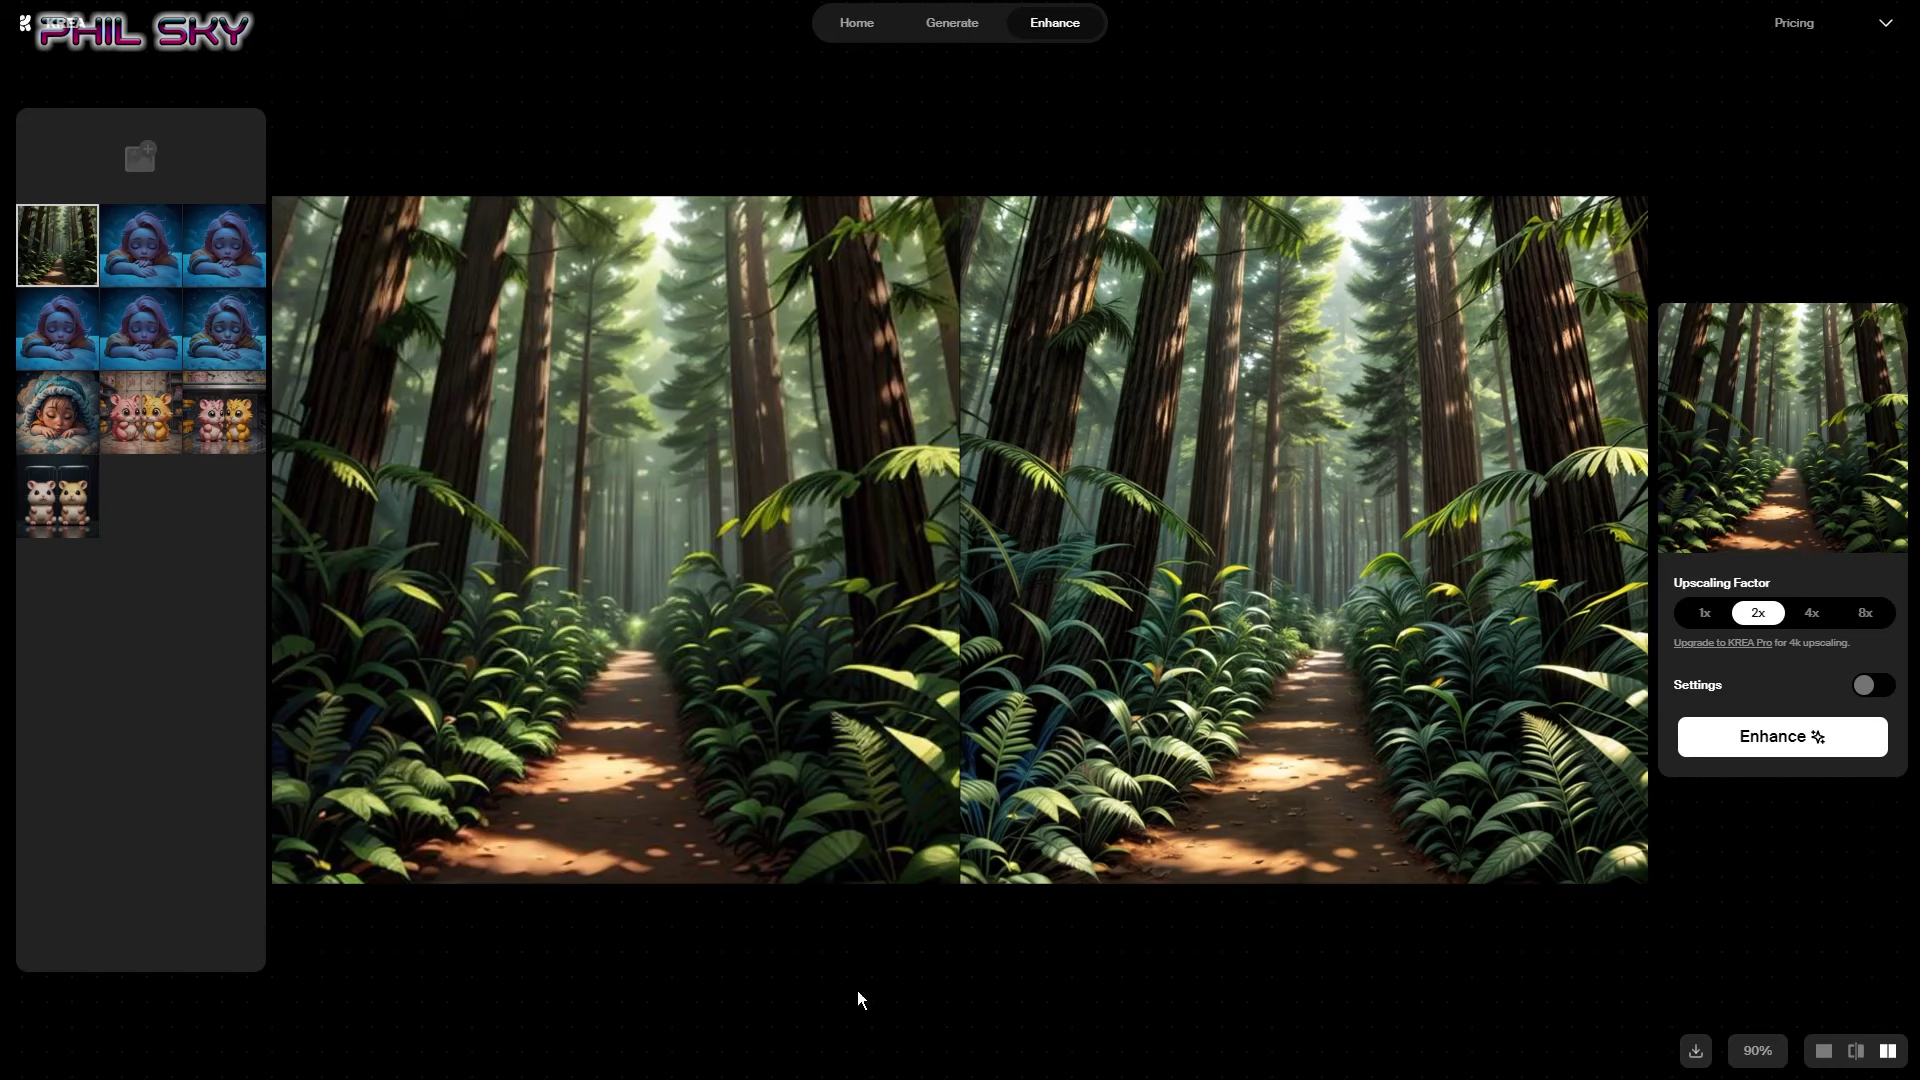 KREA
PHIL SKY
Home
Generate
Enhance
Pricing
Upscaling Factor
1x
2x
4x
8x
Upgrade to KREA Pro for 4k upscaling.
Settings
Enhance
90%